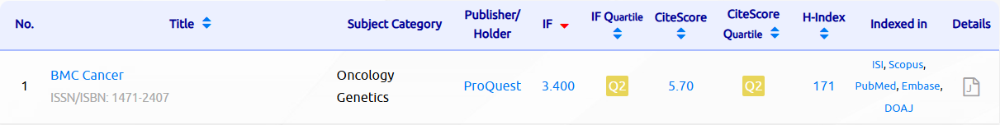 No. Title Subject Category Publisher/ Holder IF IF Quartile CiteScore CiteScore Quartile H-Index Indexed in Details
1 BMC Cancer Oncology ProQuest 3.400 Q2 5.70 Q2 171 ISI, Scopus,
ISSN/ISBN: 1471-2407 Genetics PubMed, Embase,
DOAJ